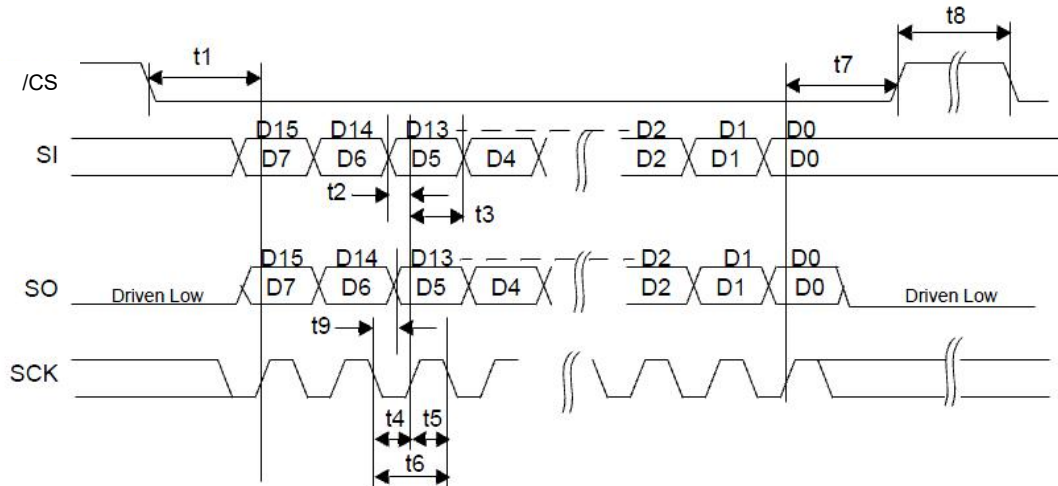 t8
t1
t7
/CS
D15 D14 D13 D2 D1 D0
SI
D7 D6 D5 D4 D2 D1 D0
t2
t3
D15 D14 D13 D2 D1 D0
SO
Driven Low D7 D6 D5 D4 D2 D1 D0 Driven Low
t9
SCK
t4 t5
t6